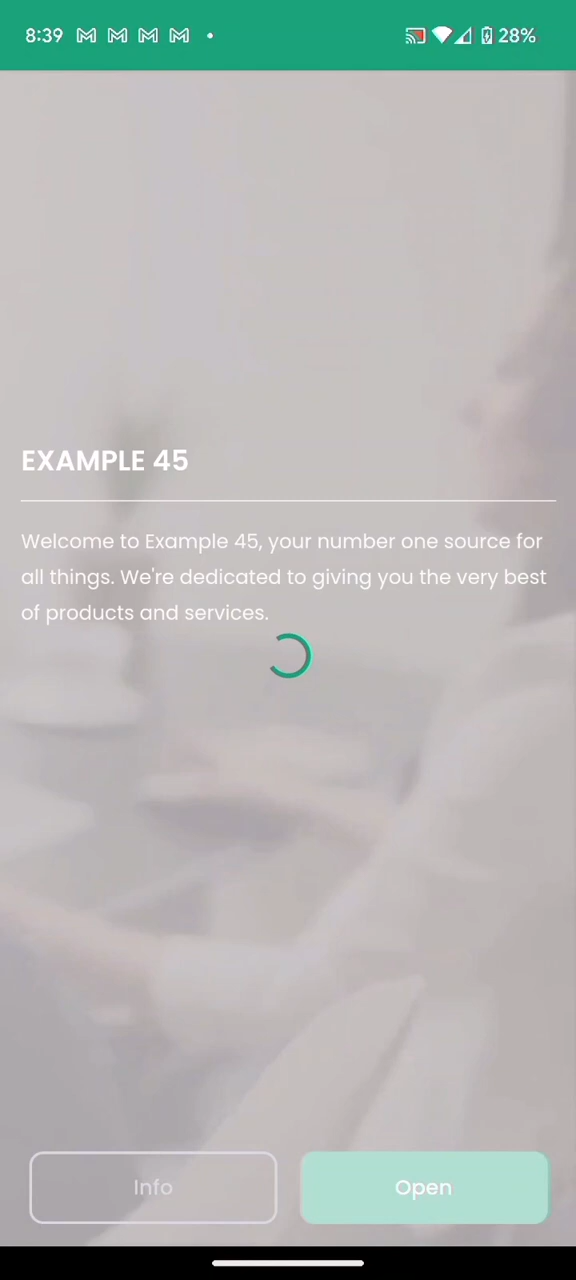 8:39
28%
EXAMPLE 45
Welcome to Example 45, your number one source for
all things. We're dedicated to giving you the very best
of products and services.
Info
Open